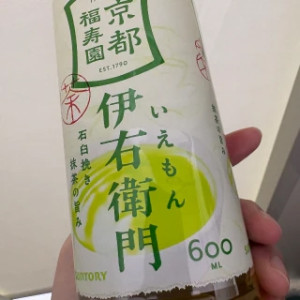 京都
福寿園
EST.1790
茶
伊右衛門
いえもん
石臼挽き
抹茶の旨み
600
ML
SUNTORY